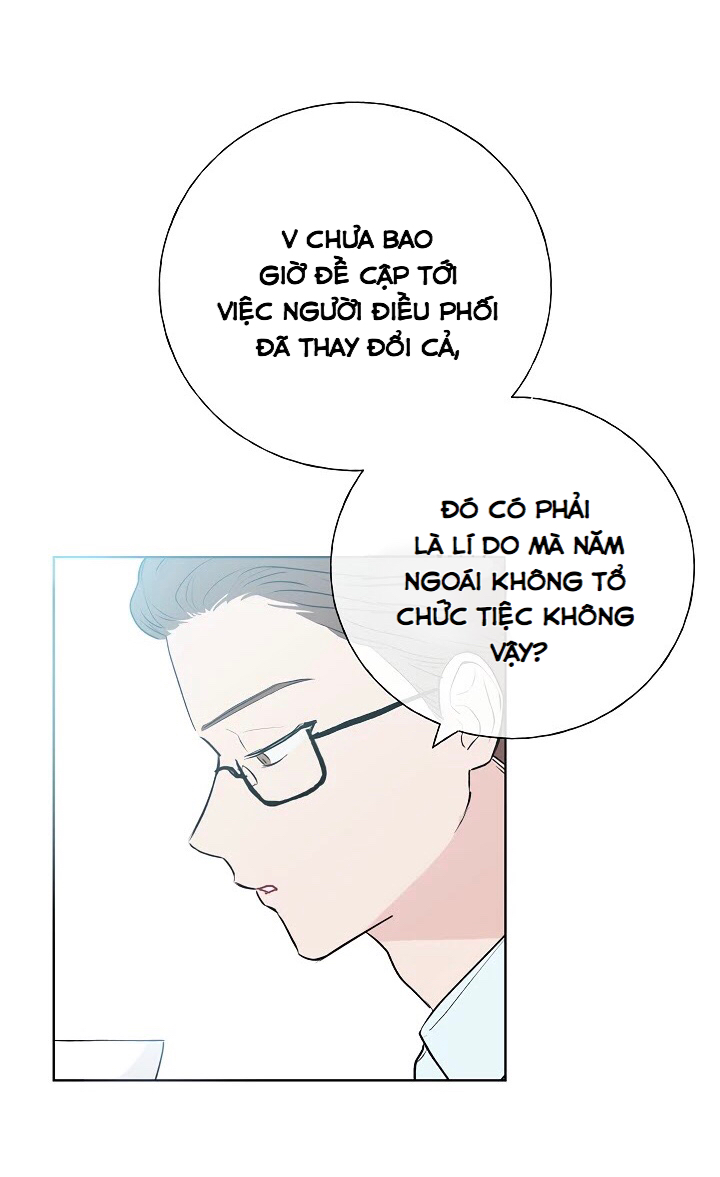 V CHƯA BAO
GIỜ ĐỀ CẬP TỚI
VIỆC NGƯỜI ĐIỀU PHỐI
ĐÃ THAY ĐỔI CẢ,
ĐÓ CÓ PHẢI
LÀ LÍ DO MÀ NĂM
NGOÁI KHÔNG TỔ
CHỨC TIỆC KHÔNG
VẬY?